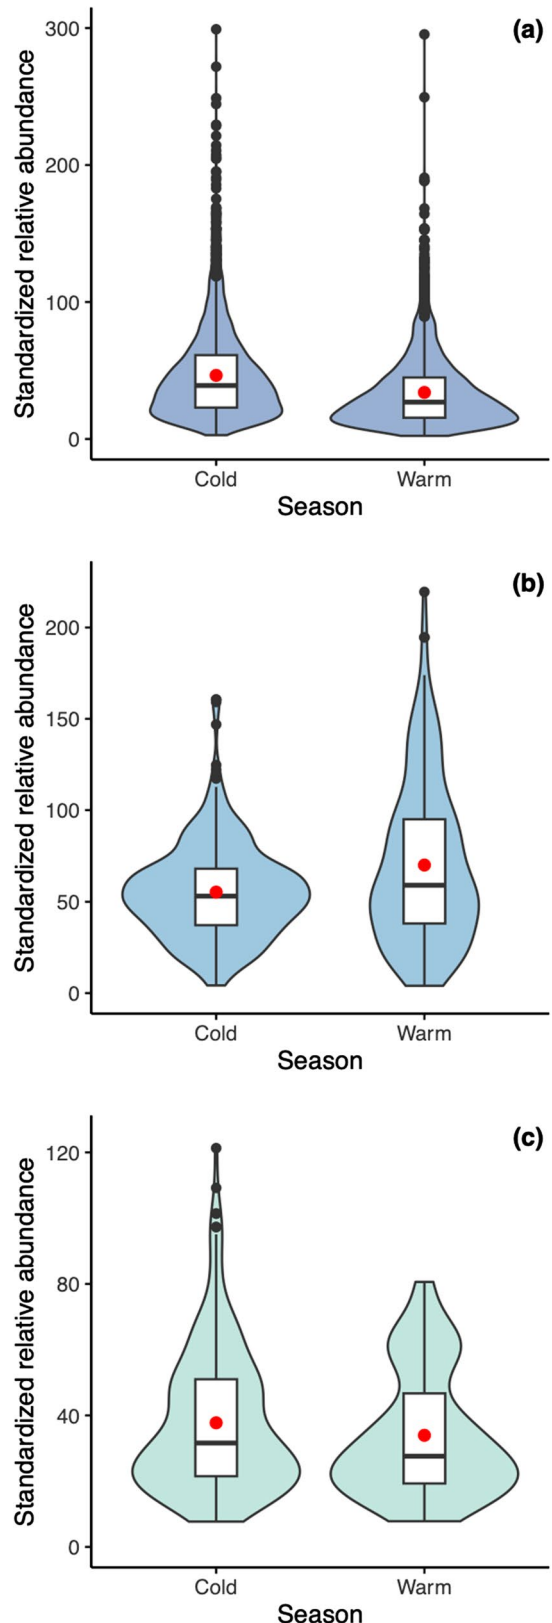 (a)
Standardized relative abundance
300
200
100
0
Cold Warm
Season
(b)
Standardized relative abundance
200
150
100
50
0
Cold Warm
Season
(c)
Standardized relative abundance
120
80
40
0
Cold Warm
Season